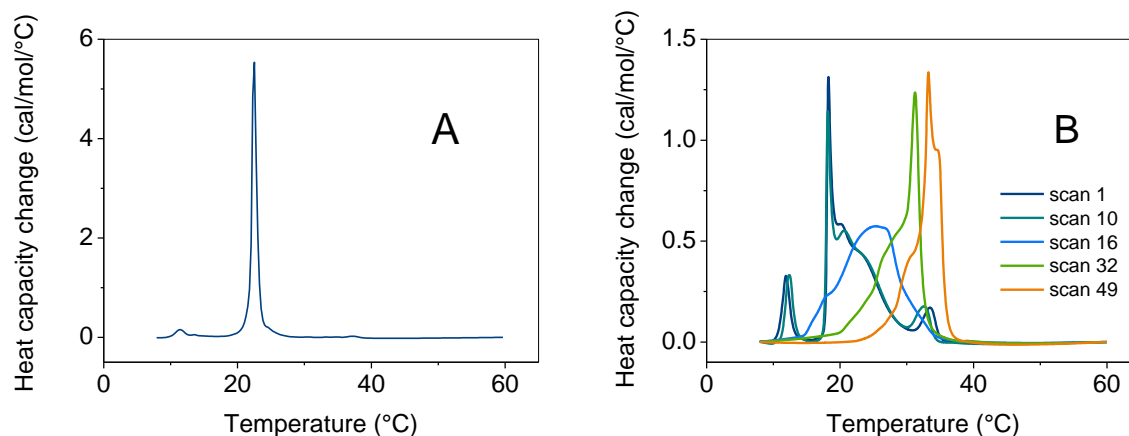 Heat capacity change (cal/mol/°C)
6
4
2
0
A
0 20 40 60
Temperature (°C)
Heat capacity change (cal/mol/°C)
1.5
1.0
0.5
0.0
B
scan 1
scan 10
scan 16
scan 32
scan 49
0 20 40 60
Temperature (°C)